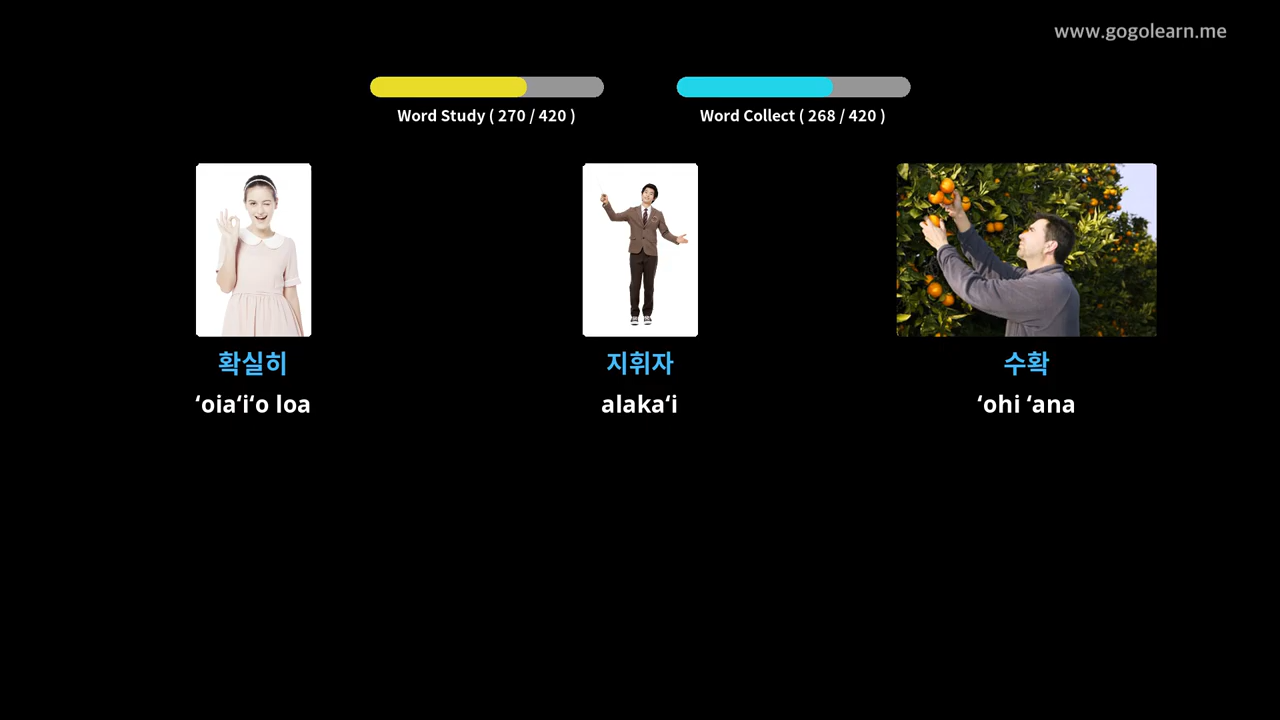 www.gogolearn.me
Word Study ( 270 / 420 )
Word Collect ( 268 / 420 )
확실히
ʻoiaʻiʻo loa
지휘자
alakaʻi
수확
ʻohi ʻana